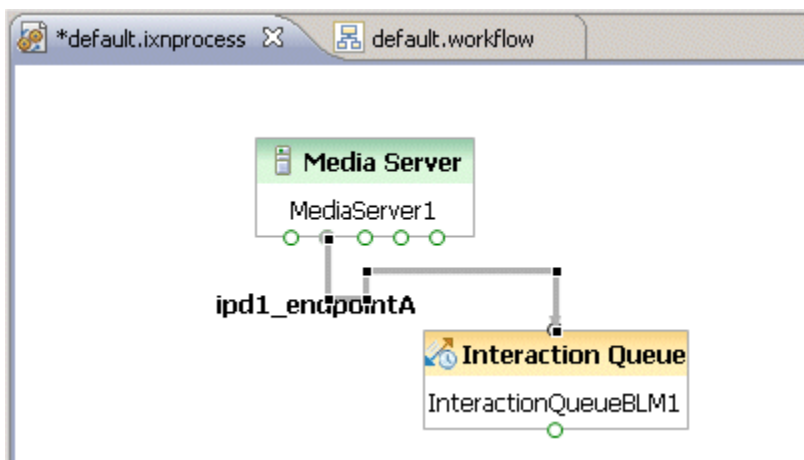 *default.ixnprocess default.workflow
Media Server
MediaServer1
ipd1_endpointA
Interaction Queue
InteractionQueueBLM1